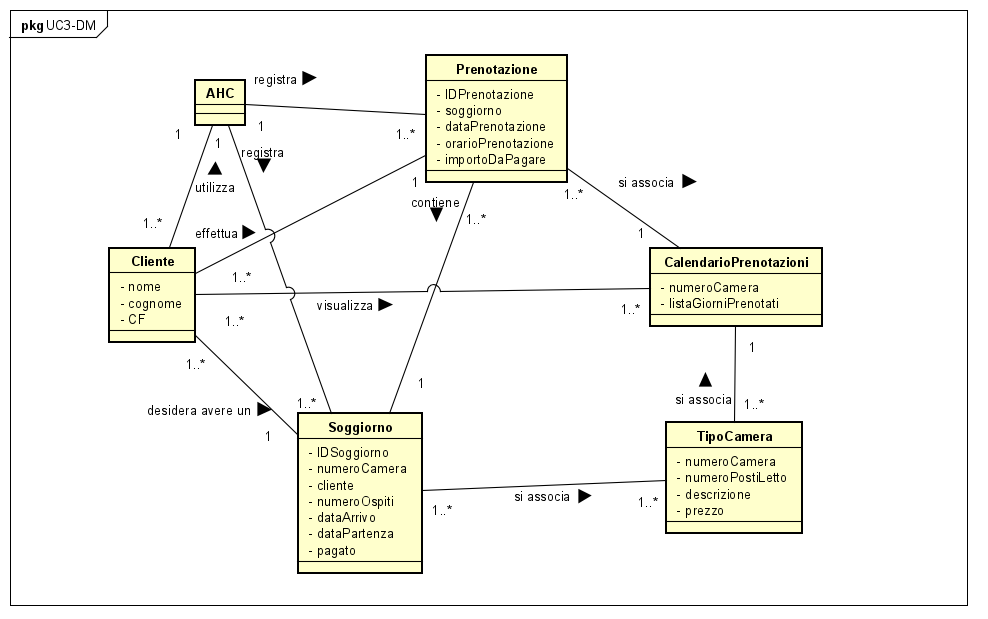 pkg UC3-DM
AHC
registra
Prenotazione
- IDPrenotazione
- soggiorno
- dataPrenotazione
- orarioPrenotazione
- importoDaPagare
1
1
1
registra
1..*
utilizza
1..*
effettua
1
contiene
1..*
1..*
si associa
1
Cliente
- nome
- cognome
- CF
1..*
visualizza
1..*
1..*
CalendarioPrenotazioni
- numeroCamera
- listaGiorniPrenotati
1..*
desidera avere un
1
1..*
1
1
si associa
1..*
Soggiorno
- IDSoggiorno
- numeroCamera
- cliente
- numeroOspiti
- dataArrivo
- dataPartenza
- pagato
1..*
si associa
1..*
TipoCamera
- numeroCamera
- numeroPostiLetto
- descrizione
- prezzo